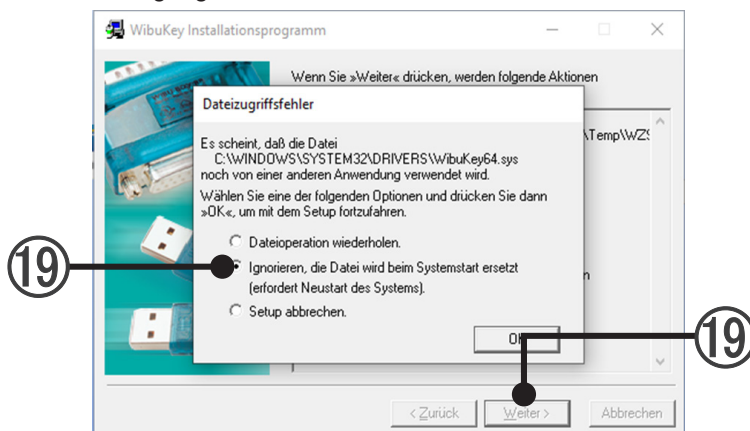 WibuKey Installationsprogramm
Wenn Sie »Weiter« drücken, werden folgende Aktionen
Dateizugriffsfehler
\Temp\WZS
Es scheint, daß die Datei
C:\WINDOWS\SYSTEM32\DRIVERS\WibuKey64.sys
noch von einer anderen Anwendung verwendet wird.
Wählen Sie eine der folgenden Optionen und drücken Sie dann
»OK«, um mit dem Setup fortzufahren.
Dateioperation wiederholen.
19
Ignorieren, die Datei wird beim Systemstart ersetzt
n
(erfordert Neustart des Systems).
Setup abbrechen.
OK
19
< Zurück
Weiter >
Abbrechen